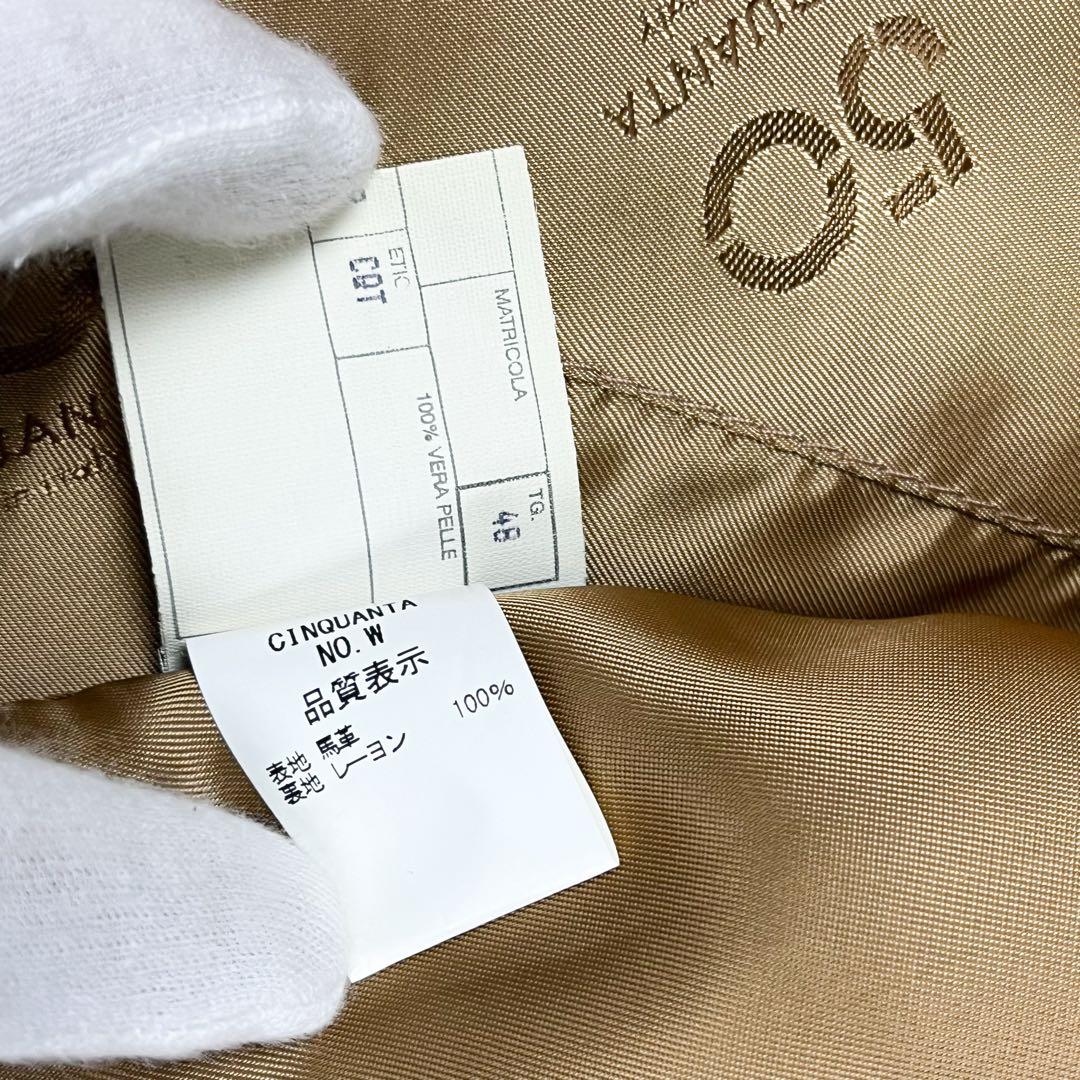 50
UANTA
ETIC
CDT
MATRICOLA
100% VERA PELLE
TG.
48
CINQUANTA
NO.W
品質表示
表地 馬革
裏地 レーヨン 100%